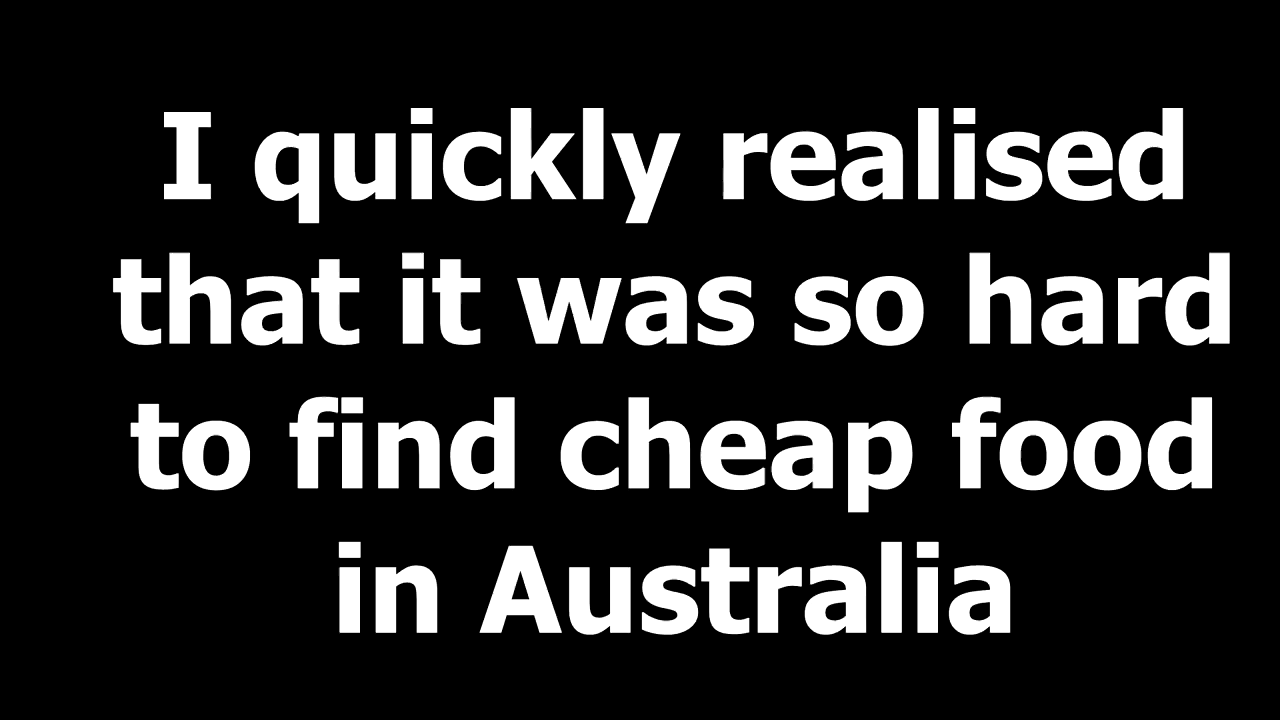 I quickly realised
that it was so hard
to find cheap food
in Australia